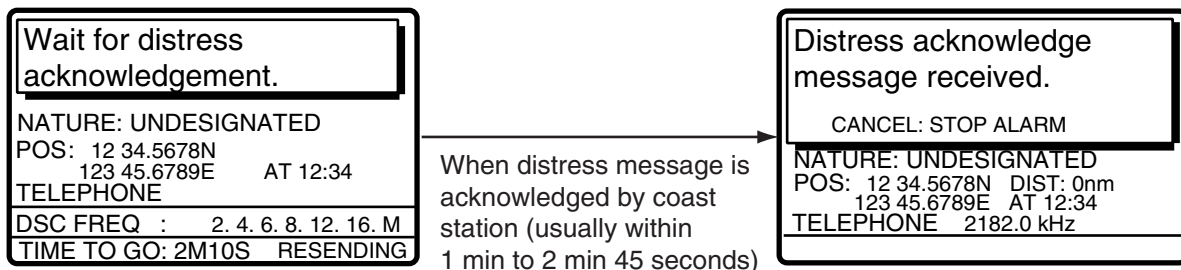 Wait for distress
acknowledgement.
NATURE: UNDESIGNATED
POS: 12 34.5678N
123 45.6789E AT 12:34
TELEPHONE
DSC FREQ : 2. 4. 6. 8. 12. 16. M
TIME TO GO: 2M10S RESENDING
When distress message is
acknowledged by coast
station (usually within
1 min to 2 min 45 seconds)
Distress acknowledge
message received.
CANCEL: STOP ALARM
NATURE: UNDESIGNATED
POS: 12 34.5678N DIST: 0nm
123 45.6789E AT 12:34
TELEPHONE 2182.0 kHz